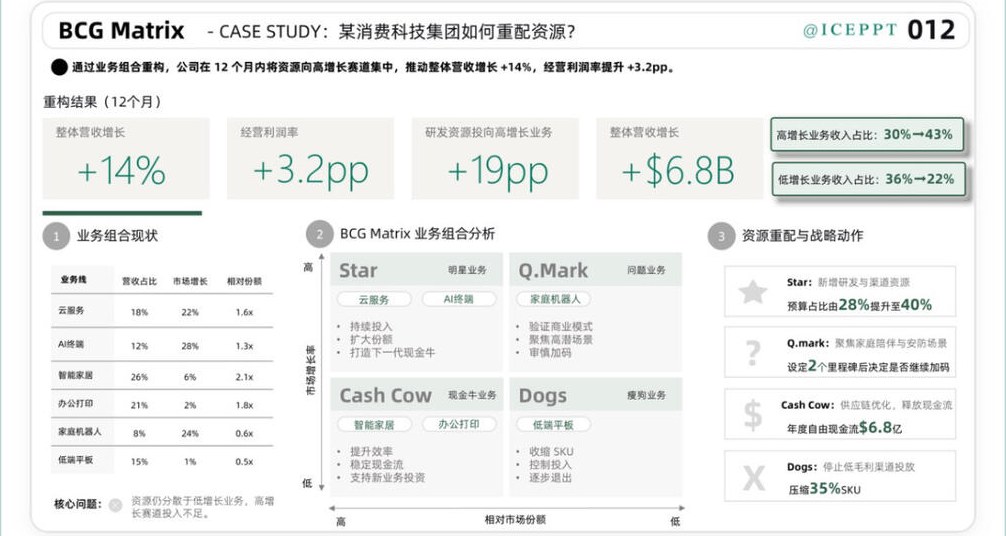 BCG Matrix - CASE STUDY：某消费科技集团如何重配资源？
@ICEPPT 012
通过业务组合重构，公司在 12 个月内将资源向高增长赛道集中，推动整体营收增长 +14%，经营利润率提升 +3.2pp。
重构结果（12个月）
整体营收增长
+14%
经营利润率
+3.2pp
研发资源投向高增长业务
+19pp
整体营收增长
+$6.8B
高增长业务收入占比：30%→43%
低增长业务收入占比：36%→22%
1 业务组合现状
业务线 营收占比 市场增长 相对份额
云服务 18% 22% 1.6x
AI终端 12% 28% 1.3x
智能家居 26% 6% 2.1x
办公打印 21% 2% 1.8x
家庭机器人 8% 24% 0.6x
低端平板 15% 1% 0.5x
核心问题：
资源仍分散于低增长业务，高增
长赛道投入不足。
2 BCG Matrix 业务组合分析
高
市场增长率
低
Star 明星业务
云服务 AI终端
• 持续投入
• 扩大份额
• 打造下一代现金牛
Q.Mark 问题业务
家庭机器人
• 验证商业模式
• 聚焦高潜场景
• 审慎加码
Cash Cow 现金牛业务
智能家居 办公打印
• 提升效率
• 稳定现金流
• 支持新业务投资
Dogs 瘦狗业务
低端平板
• 收缩 SKU
• 控制投入
• 逐步退出
高 相对市场份额 低
3 资源重配与战略动作
Star：新增研发与渠道资源
预算占比由28%提升至40%
?
Q.mark：聚焦家庭陪伴与安防场景
设定2个里程碑后决定是否继续加码
$
Cash Cow：供应链优化，释放现金流
年度自由现金流$6.8亿
X
Dogs：停止低毛利渠道投放
压缩35%SKU